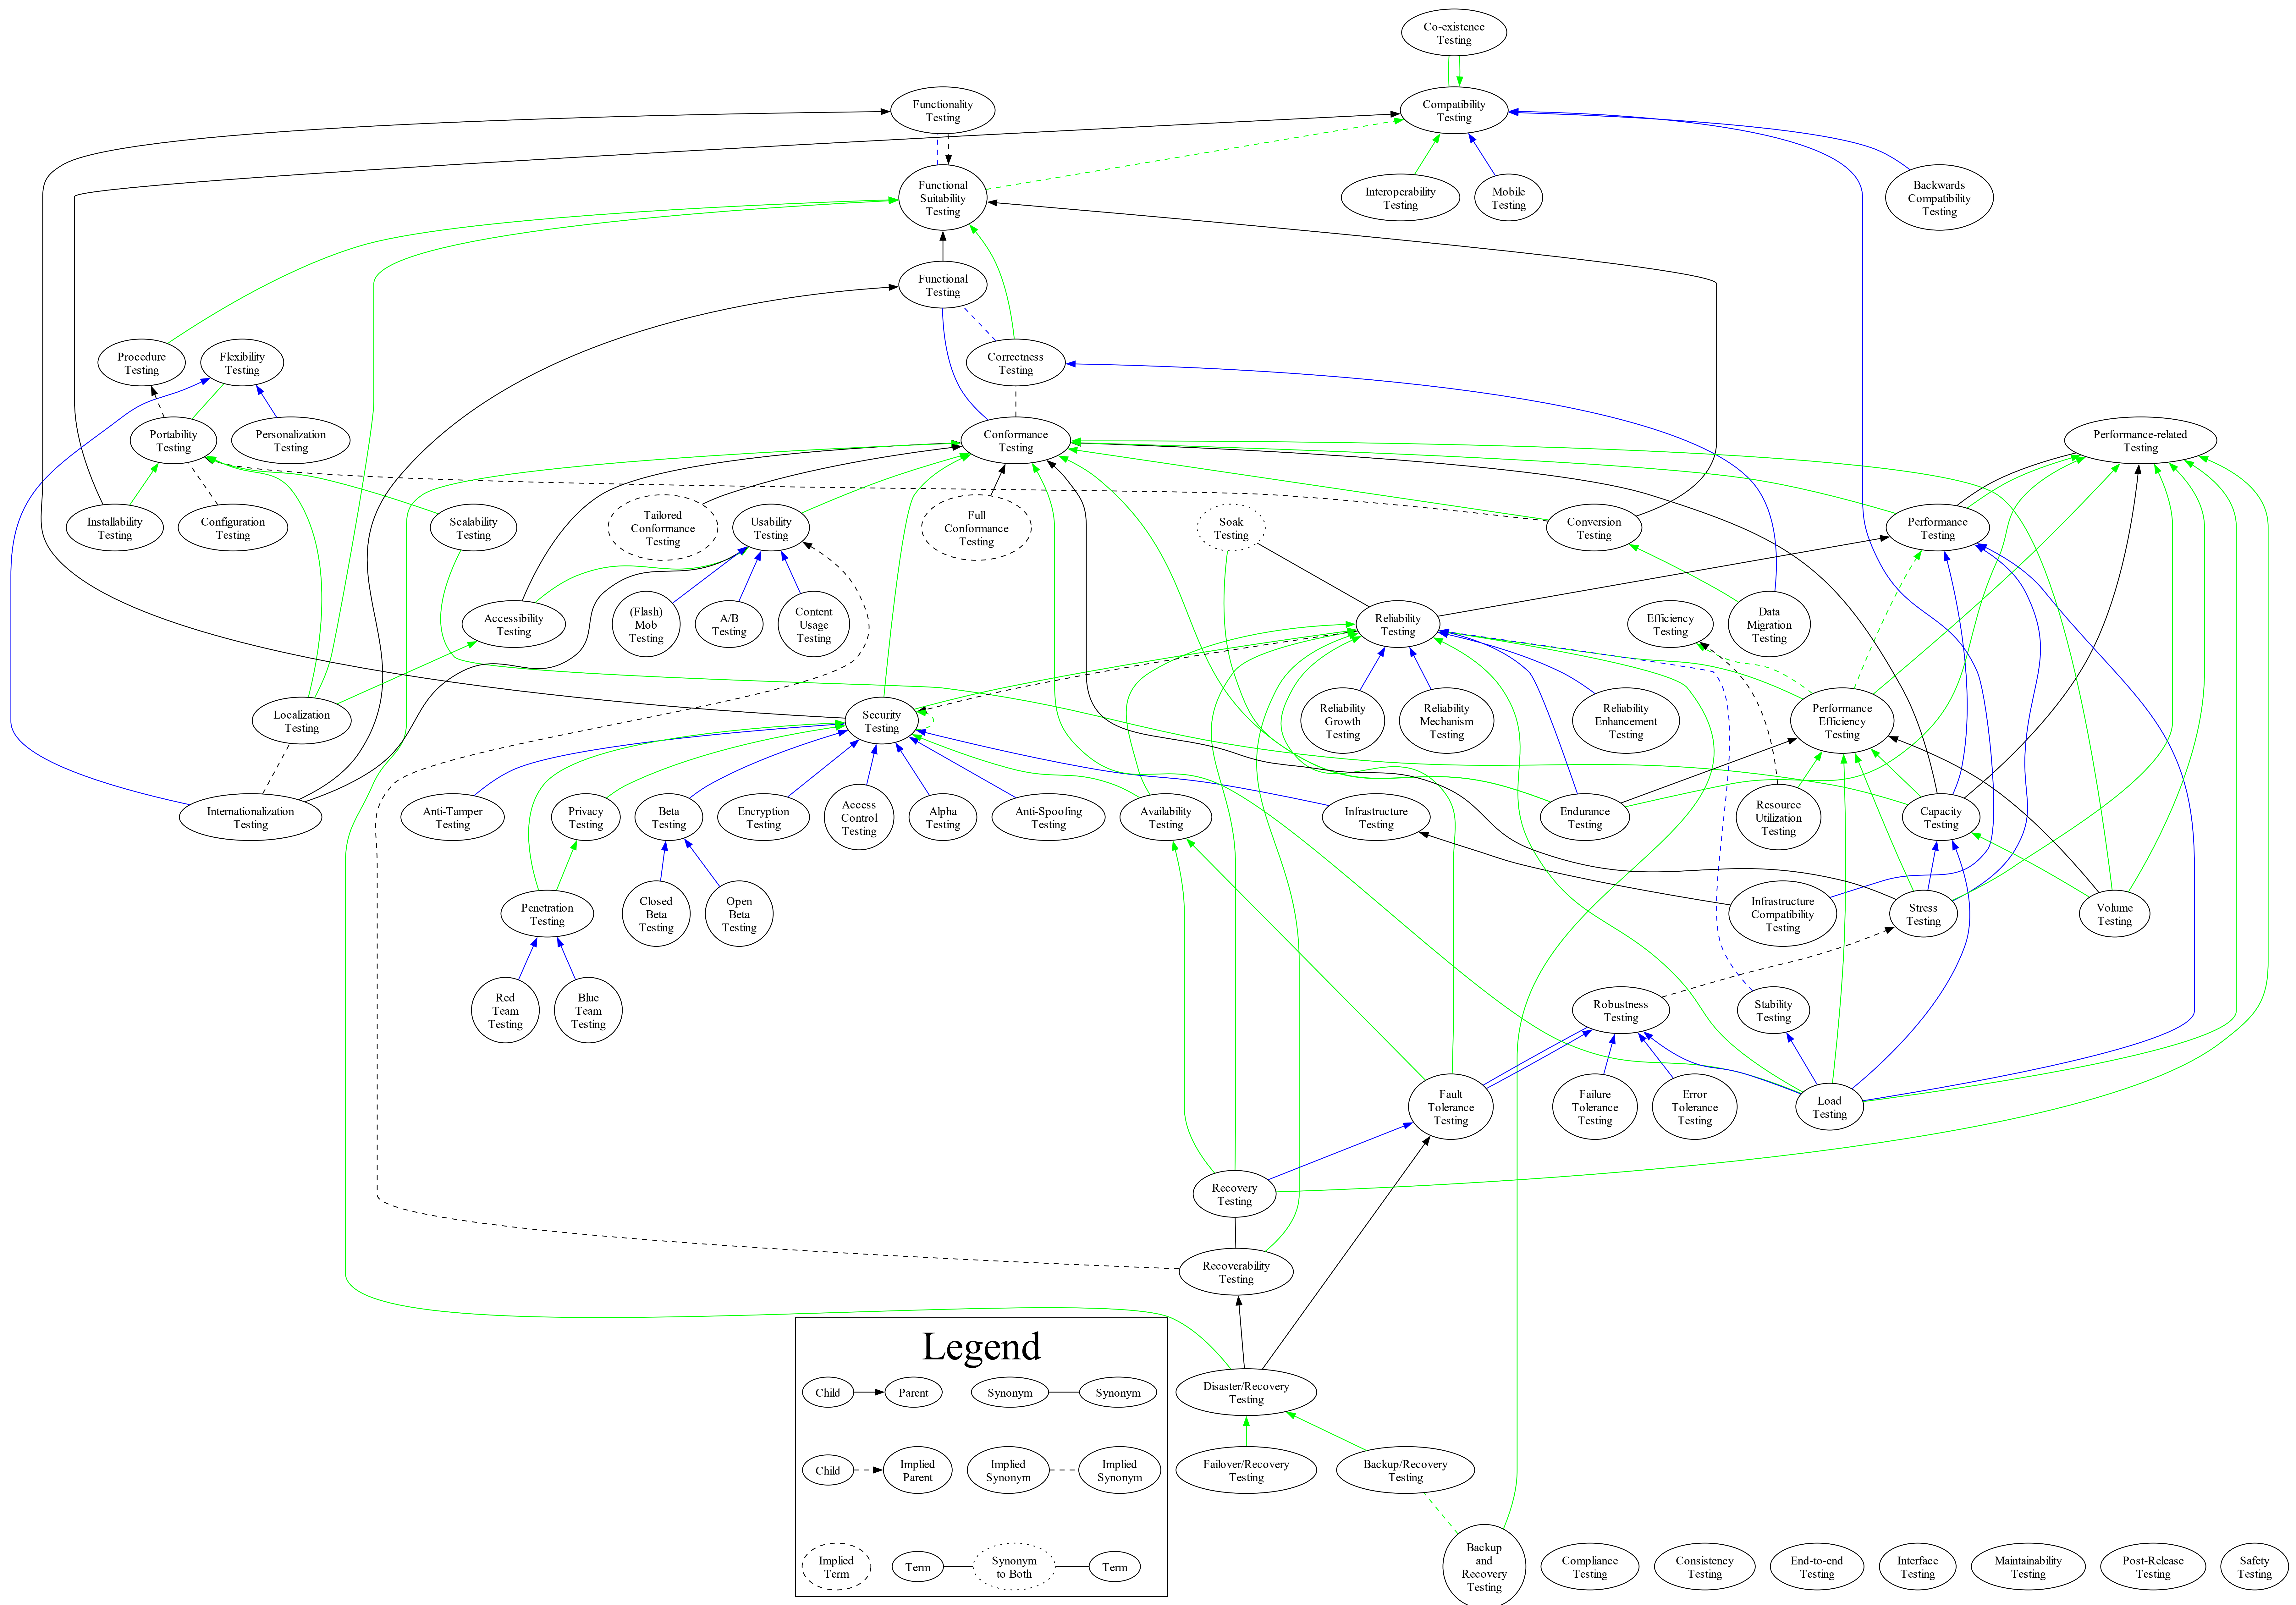 Co-existence
Testing
Functionality
Testing
Compatibility
Testing
Functional
Suitability
Testing
Interoperability
Testing
Mobile
Testing
Backwards
Compatibility
Testing
Functional
Testing
Procedure
Testing
Flexibility
Testing
Correctness
Testing
Portability
Testing
Personalization
Testing
Conformance
Testing
Performance-related
Testing
Installability
Testing
Configuration
Testing
Scalability
Testing
Tailored
Conformance
Testing
Usability
Testing
Full
Conformance
Testing
Soak
Testing
Conversion
Testing
Performance
Testing
Accessibility
Testing
(Flash)
Mob
Testing
A/B
Testing
Content
Usage
Testing
Reliability
Testing
Efficiency
Testing
Data
Migration
Testing
Localization
Testing
Security
Testing
Reliability
Growth
Testing
Reliability
Mechanism
Testing
Reliability
Enhancement
Testing
Performance
Efficiency
Testing
Internationalization
Testing
Anti-Tamper
Testing
Privacy
Testing
Beta
Testing
Encryption
Testing
Access
Control
Testing
Alpha
Testing
Anti-Spoofing
Testing
Availability
Testing
Infrastructure
Testing
Endurance
Testing
Resource
Utilization
Testing
Capacity
Testing
Penetration
Testing
Closed
Beta
Testing
Open
Beta
Testing
Infrastructure
Compatibility
Testing
Stress
Testing
Volume
Testing
Red
Team
Testing
Blue
Team
Testing
Robustness
Testing
Stability
Testing
Fault
Tolerance
Testing
Failure
Tolerance
Testing
Error
Tolerance
Testing
Load
Testing
Recovery
Testing
Recoverability
Testing
Legend
Child
Parent
Synonym
Synonym
Disaster/Recovery
Testing
Child
Implied
Parent
Implied
Synonym
Implied
Synonym
Failover/Recovery
Testing
Backup/Recovery
Testing
Implied
Term
Term
Synonym
to Both
Term
Backup
and
Recovery
Testing
Compliance
Testing
Consistency
Testing
End-to-end
Testing
Interface
Testing
Maintainability
Testing
Post-Release
Testing
Safety
Testing